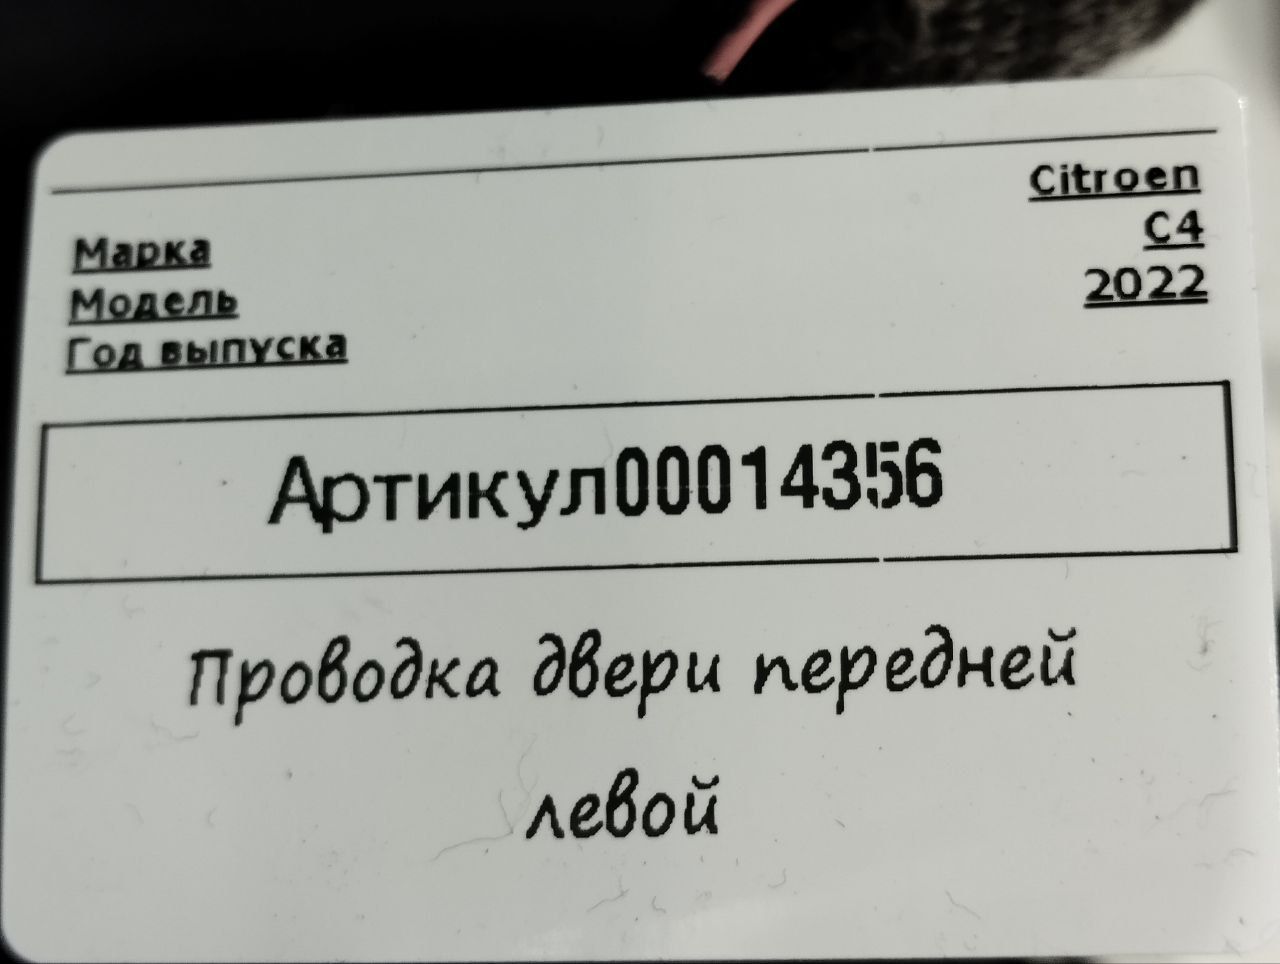 Марка Citroen
Модель C4
Год выпуска 2022
Артикул00014356
Проводка двери передней
левой